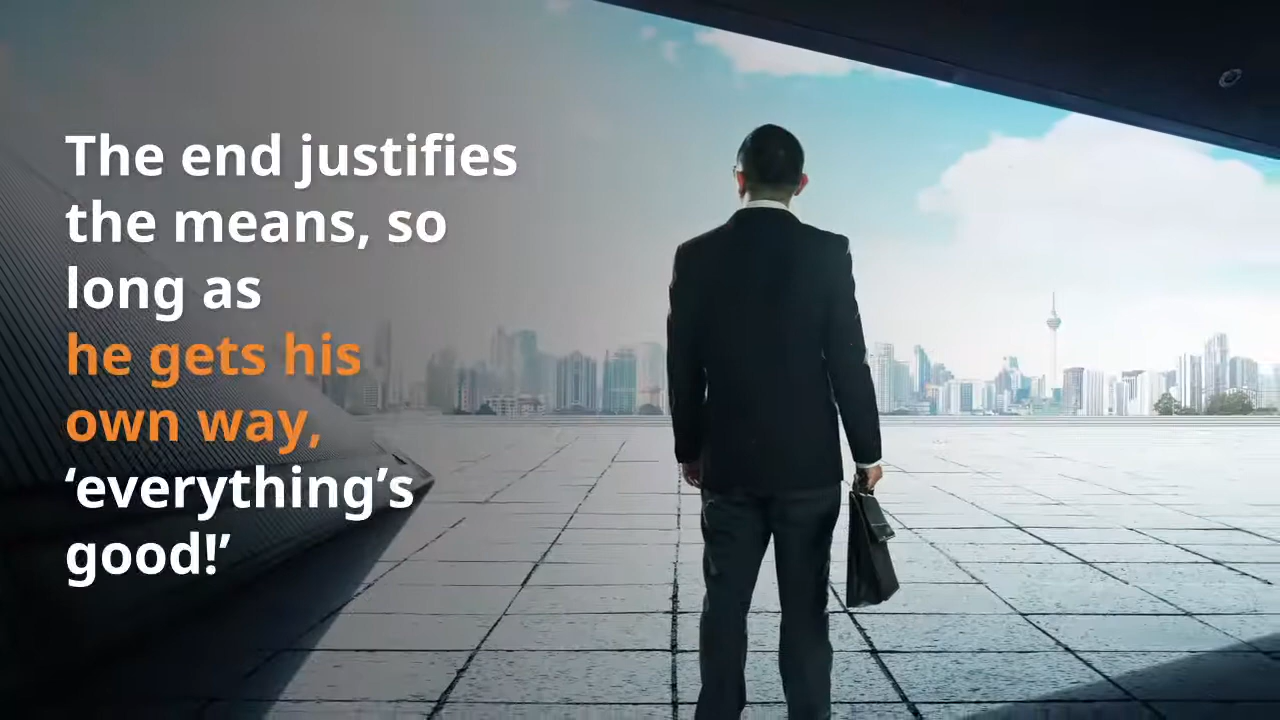 The end justifies
the means, so
long as
he gets his
own way,
‘everything’s
good!’